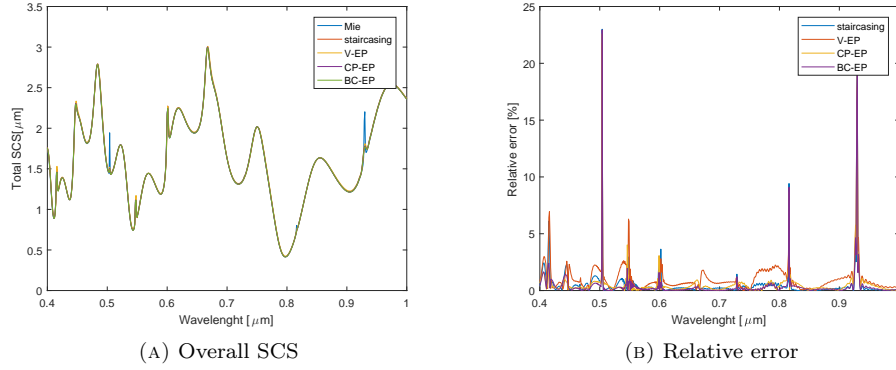 Mie
staircasing
V-EP
CP-EP
BC-EP
Total SCS[μm]
3.5
3
2.5
2
1.5
1
0.5
0
0.4 0.5 0.6 0.7 0.8 0.9 1
Wavelenght [ μm]
(A) Overall SCS
staircasing
V-EP
CP-EP
BC-EP
Relative error [%]
25
20
15
10
5
0
0.4 0.5 0.6 0.7 0.8 0.9
Wavelenght [ μm]
(B) Relative error